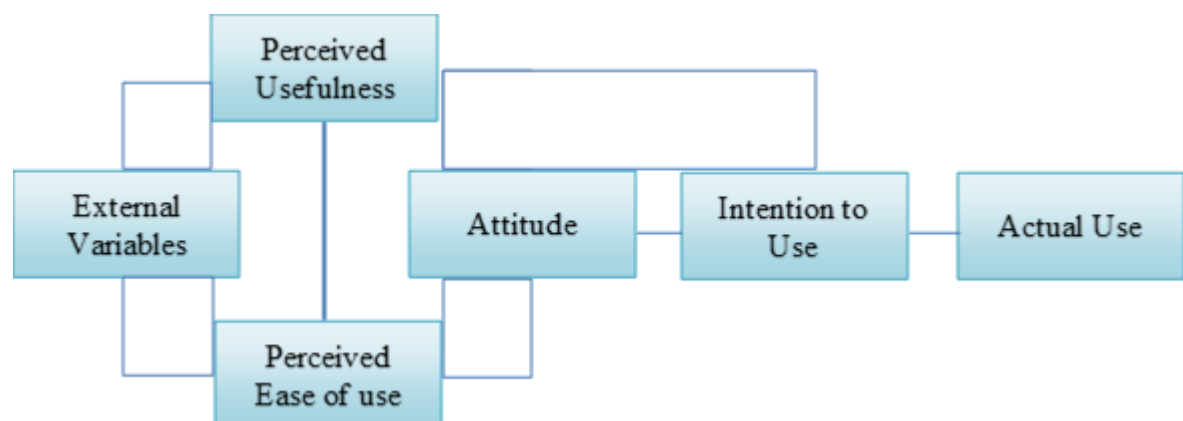 Perceived
Usefulness
External
Variables
Attitude
Intention to
Use
Actual Use
Perceived
Ease of use